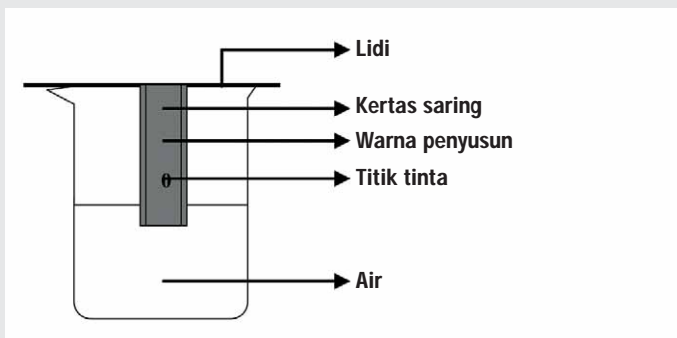 Lidi
Kertas saring
Warna penyusun
Titik tinta
Air